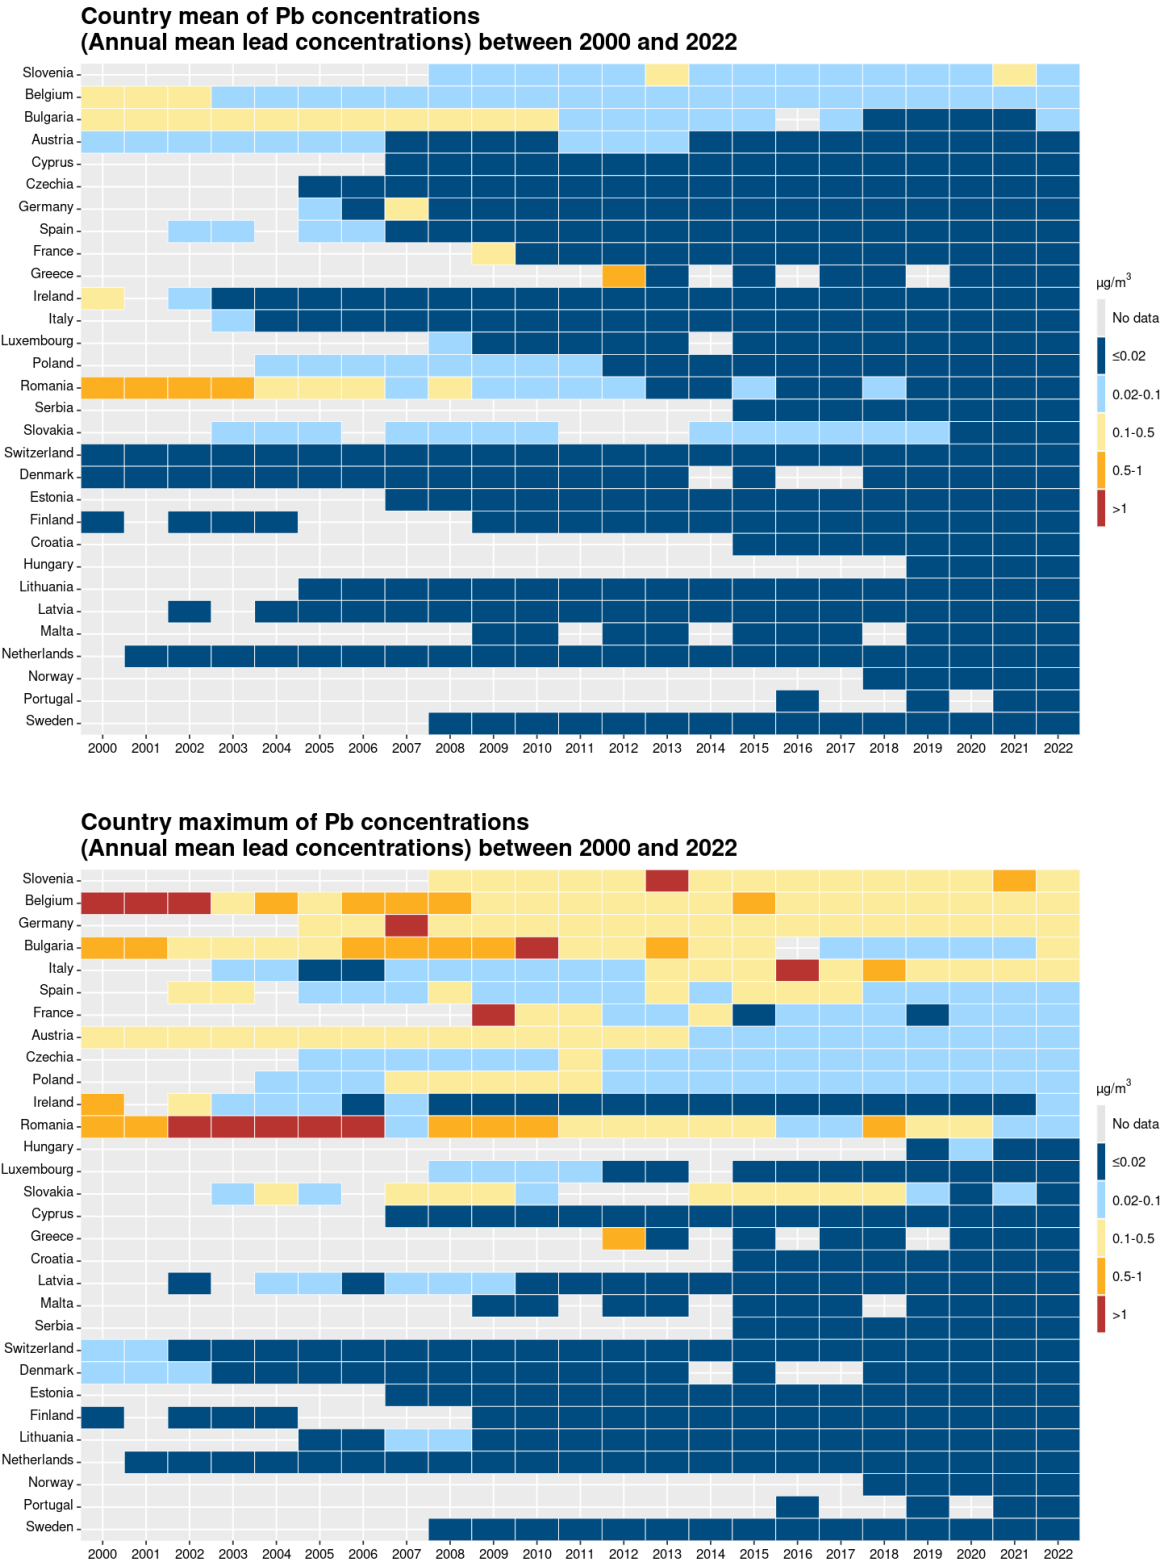 Country mean of Pb concentrations
(Annual mean lead concentrations) between 2000 and 2022
Slovenia
Belgium
Bulgaria
Austria
Cyprus
Czechia
Germany
Spain
France
Greece
Ireland
Italy
Luxembourg
Poland
Romania
Serbia
Slovakia
Switzerland
Denmark
Estonia
Finland
Croatia
Hungary
Lithuania
Latvia
Malta
Netherlands
Norway
Portugal
Sweden
2000 2001 2002 2003 2004 2005 2006 2007 2008 2009 2010 2011 2012 2013 2014 2015 2016 2017 2018 2019 2020 2021 2022
µg/m³
No data
≤0.02
0.02-0.1
0.1-0.5
0.5-1
>1
Country maximum of Pb concentrations
(Annual mean lead concentrations) between 2000 and 2022
Slovenia
Belgium
Germany
Bulgaria
Italy
Spain
France
Austria
Czechia
Poland
Ireland
Romania
Hungary
Luxembourg
Slovakia
Cyprus
Greece
Croatia
Latvia
Malta
Serbia
Switzerland
Denmark
Estonia
Finland
Lithuania
Netherlands
Norway
Portugal
Sweden
2000 2001 2002 2003 2004 2005 2006 2007 2008 2009 2010 2011 2012 2013 2014 2015 2016 2017 2018 2019 2020 2021 2022
µg/m³
No data
≤0.02
0.02-0.1
0.1-0.5
0.5-1
>1